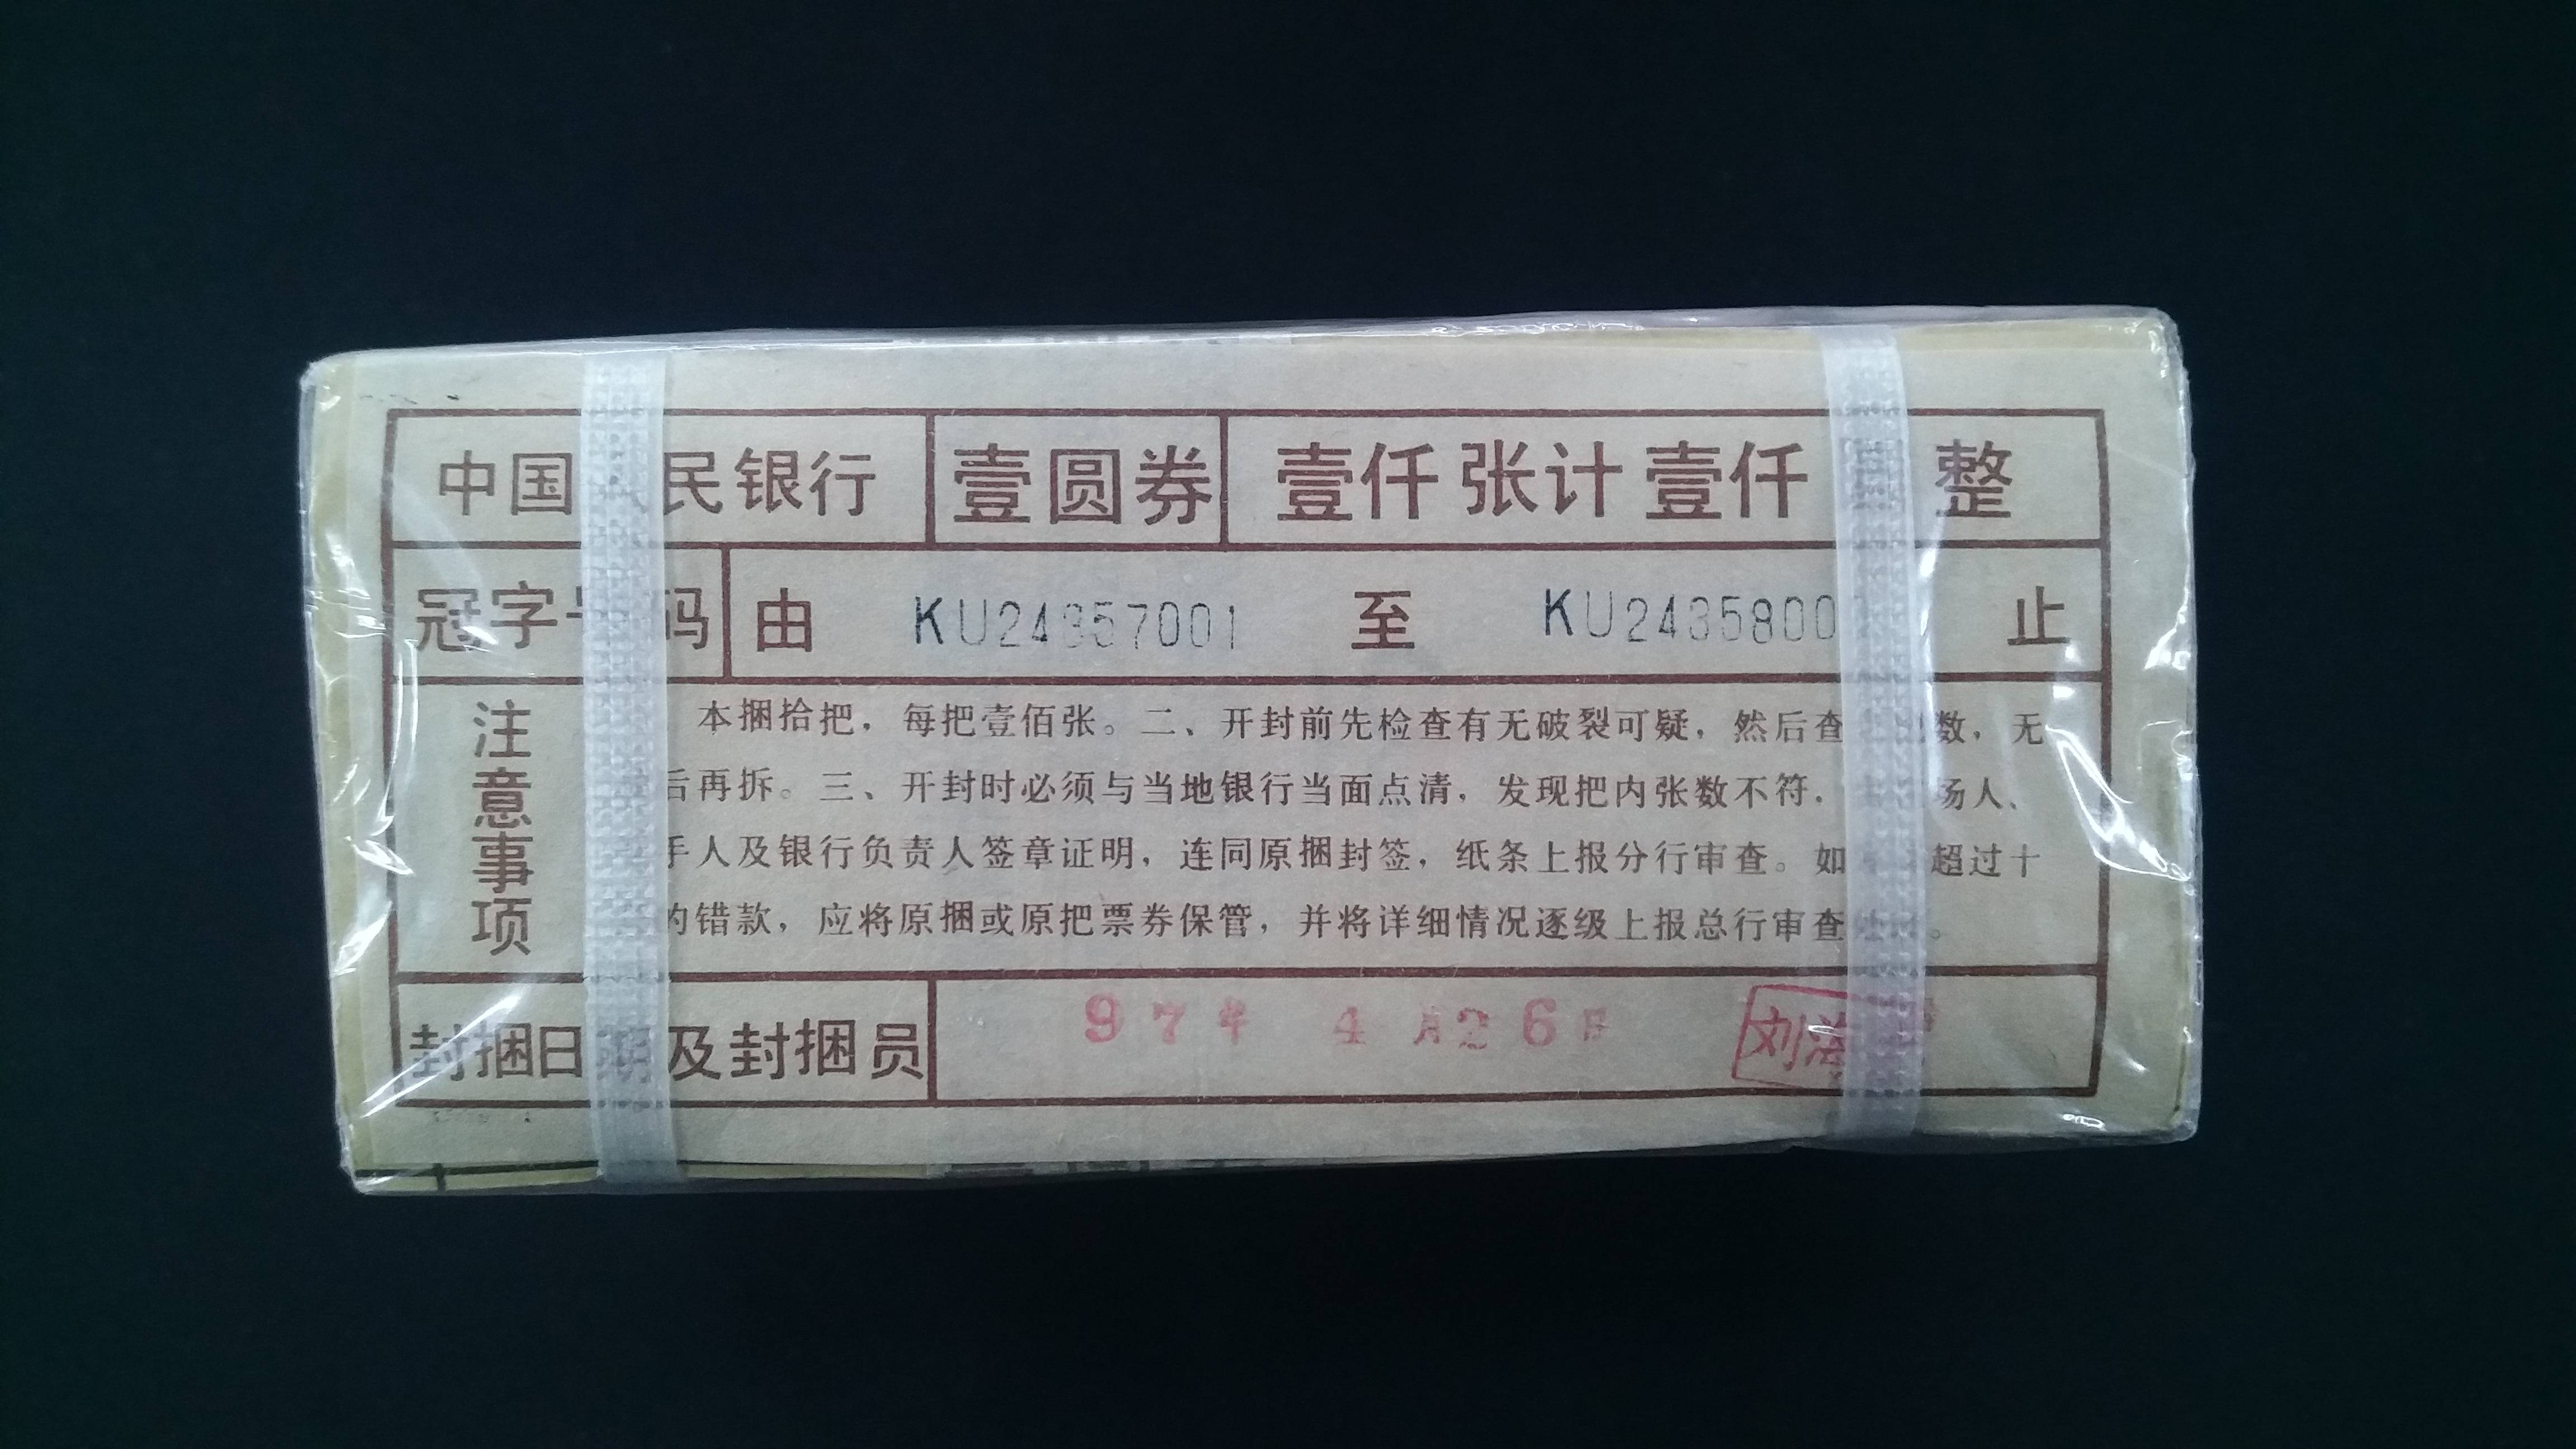 中国 民银行 壹圆券 壹仟张计壹仟 整
冠字 码 由 KU24357001 至 KU2435800 止
注意事项
本捆拾把，每把壹佰张。二、开封前先检查有无破裂可疑，然后查 数，无
后再拆。三、开封时必须与当地银行当面点清，发现把内张数不符， 场人、
手人及银行负责人签章证明，连同原捆封签，纸条上报分行审查。如 超过十
的错款，应将原捆或原把票券保管，并将详细情况逐级上报总行审查 。
封捆日期及封捆员 97年 4月26日 刘海